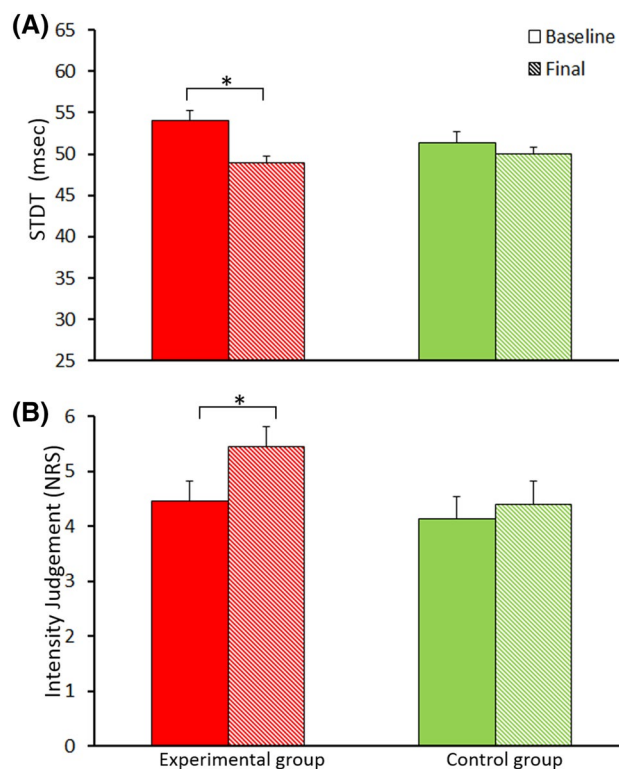 (A)
Baseline
Final
65
60
55
50
45
40
35
30
25
STDT (msec)
*
(B)
6
5
4
3
2
1
0
Intensity Judgement (NRS)
*
Experimental group
Control group